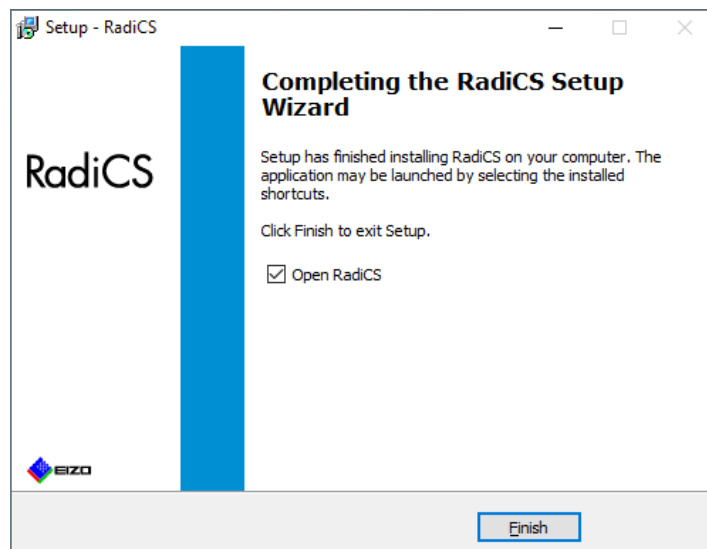 Setup - RadiCS
Completing the RadiCS Setup
Wizard
RadiCS
Setup has finished installing RadiCS on your computer. The
application may be launched by selecting the installed
shortcuts.
Click Finish to exit Setup.
Open RadiCS
EIZO
Finish